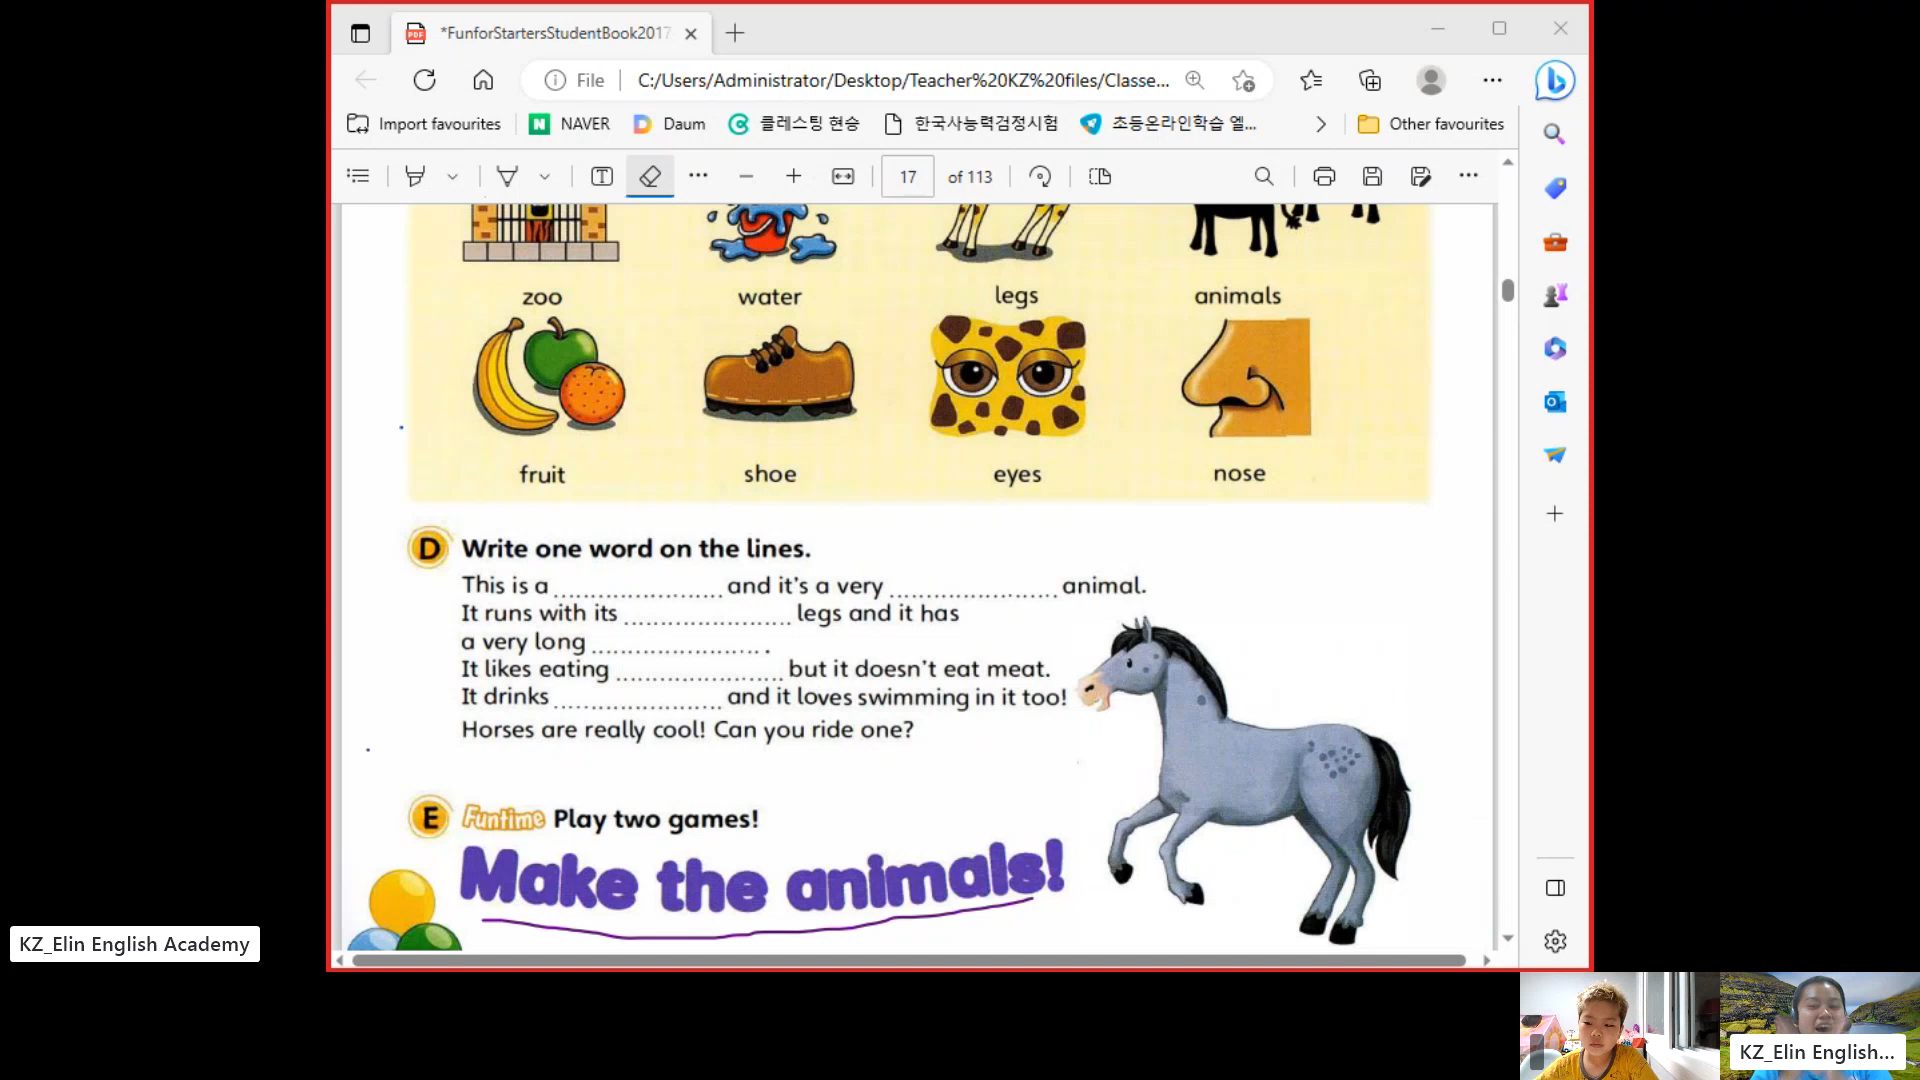 *FunforStartersStudentBook2017
File C:/Users/Administrator/Desktop/Teacher%20KZ%20files/Classe...
Import favourites NAVER Daum 클레스팅 현승 한국사능력검정시험 초등온라인학습 엘... Other favourites
17 of 113
zoo water legs animals
fruit shoe eyes nose
D Write one word on the lines.
This is a ...................... and it's a very ...................... animal.
It runs with its ...................... legs and it has
a very long ...................... .
It likes eating ...................... but it doesn't eat meat.
It drinks ...................... and it loves swimming in it too!
Horses are really cool! Can you ride one?
E Funtime Play two games!
Make the animals!
KZ_Elin English Academy
KZ_Elin English...